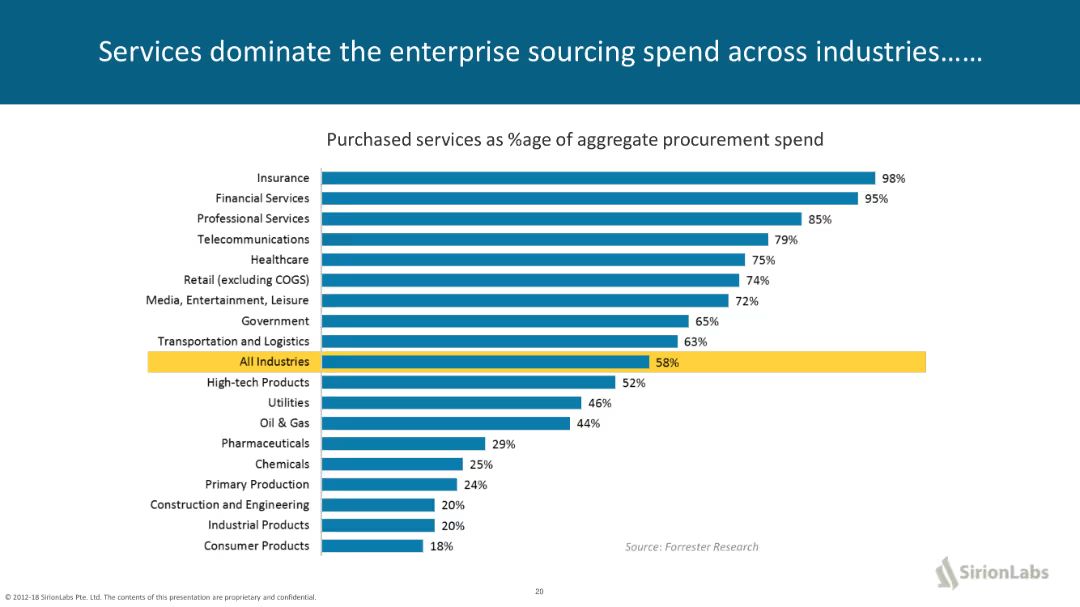 Services dominate the enterprise sourcing spend across industries......
Purchased services as %age of aggregate procurement spend
Insurance 98%
Financial Services 95%
Professional Services 85%
Telecommunications 79%
Healthcare 75%
Retail (excluding COGS) 74%
Media, Entertainment, Leisure 72%
Government 65%
Transportation and Logistics 63%
All Industries 58%
High-tech Products 52%
Utilities 46%
Oil & Gas 44%
Pharmaceuticals 29%
Chemicals 25%
Primary Production 24%
Construction and Engineering 20%
Industrial Products 20%
Consumer Products 18%
Source: Forrester Research
SirionLabs
20
© 2012-18 SirionLabs Pte. Ltd. The contents of this presentation are proprietary and confidential.